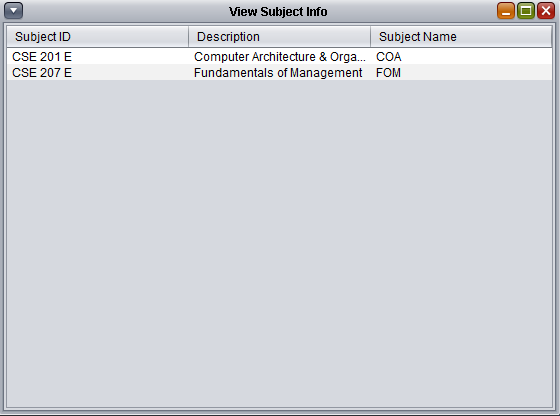 View Subject Info
Subject ID Description Subject Name
CSE 201 E Computer Architecture & Orga... COA
CSE 207 E Fundamentals of Management FOM